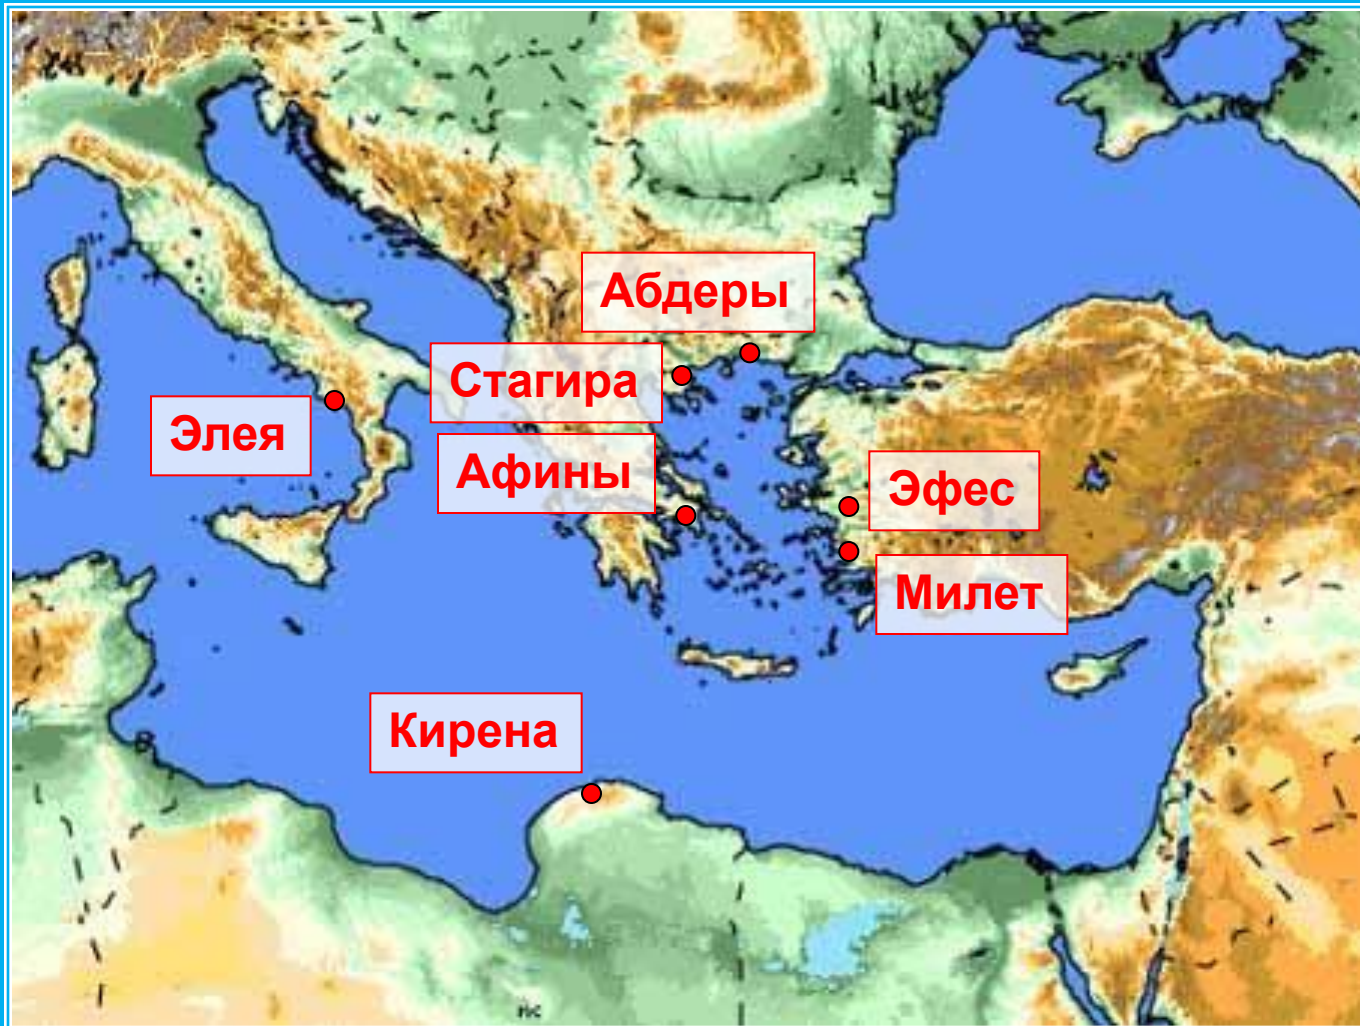 Абдеры
Стагира
Элея
Афины
Эфес
Милет
Кирена